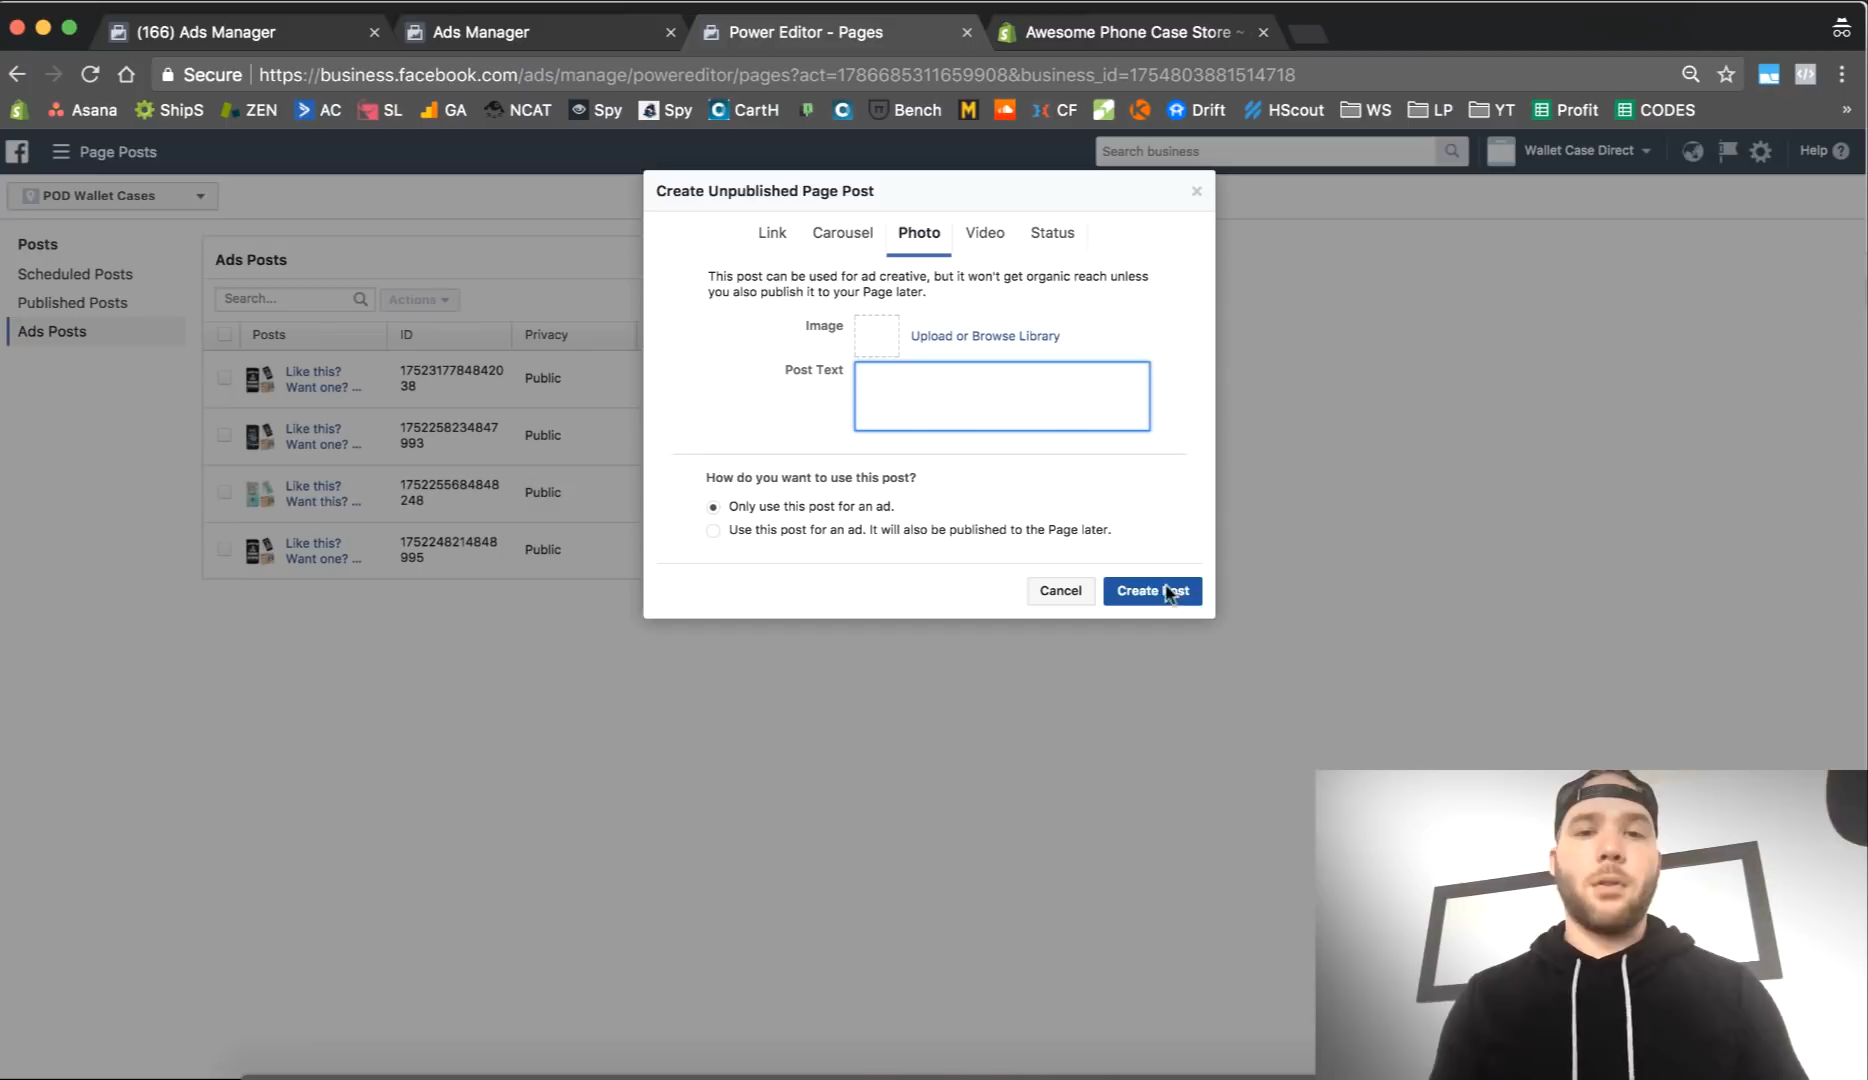 (166) Ads Manager
Ads Manager
Power Editor - Pages
Awesome Phone Case Store ~
Secure
https://business.facebook.com/ads/manage/powereditor/pages?act=1786685311659908&business_id=1754803881514718
Asana
ShipS
ZEN
AC
SL
GA
NCAT
Spy
Spy
CartH
Bench
CF
Drift
HScout
WS
LP
YT
Profit
CODES
»
Page Posts
Search business
Wallet Case Direct
Help
POD Wallet Cases
Posts
Scheduled Posts
Published Posts
Ads Posts
Ads Posts
Search...
Actions
Posts
ID
Privacy
Like this?
Want one? ...
17523177848420
38
Public
Like this?
Want one? ...
1752258234847
993
Public
Like this?
Want this? ...
1752255684848
248
Public
Like this?
Want one? ...
1752248214848
995
Public
Create Unpublished Page Post
Link
Carousel
Photo
Video
Status
This post can be used for ad creative, but it won't get organic reach unless
you also publish it to your Page later.
Image
Upload or Browse Library
Post Text
How do you want to use this post?
Only use this post for an ad.
Use this post for an ad. It will also be published to the Page later.
Cancel
Create Post